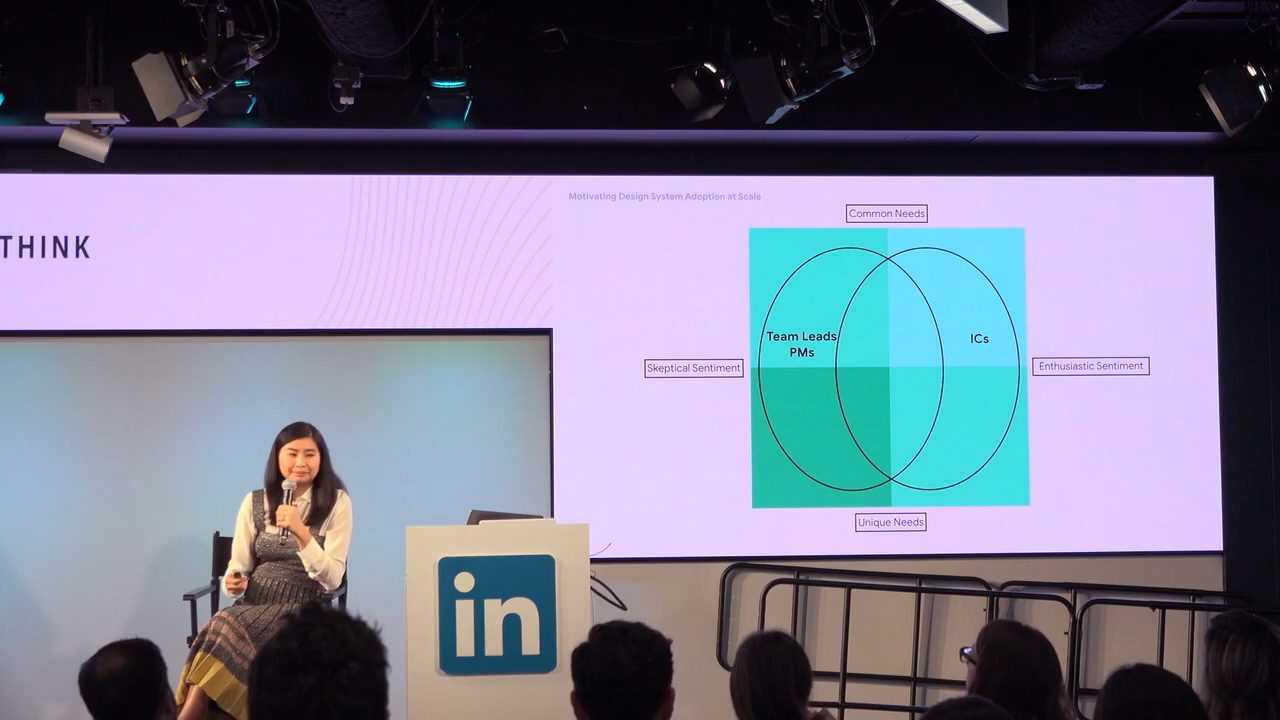 THINK
Motivating Design System Adoption at Scale
Common Needs
Team Leads
PMs
ICs
Skeptical Sentiment
Enthusiastic Sentiment
Unique Needs
in